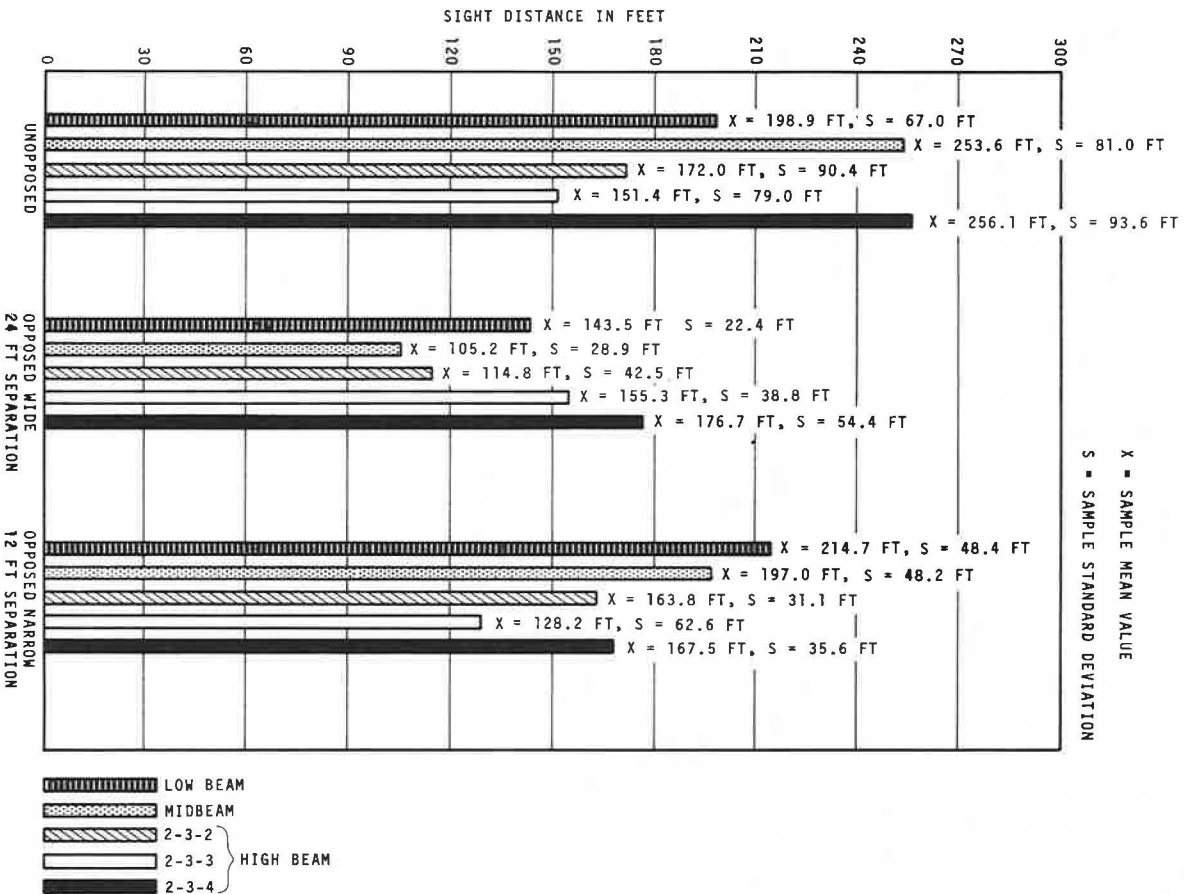 SIGHT DISTANCE IN FEET
0
30
60
90
120
150
180
210
240
270
300
UNOPPOSED
X = 198.9 FT, S = 67.0 FT
X = 253.6 FT, S = 81.0 FT
X = 172.0 FT, S = 90.4 FT
X = 151.4 FT, S = 79.0 FT
X = 256.1 FT, S = 93.6 FT
OPPOSED WIDE
24 FT SEPARATION
X = 143.5 FT S = 22.4 FT
X = 105.2 FT, S = 28.9 FT
X = 114.8 FT, S = 42.5 FT
X = 155.3 FT, S = 38.8 FT
X = 176.7 FT, S = 54.4 FT
OPPOSED NARROW
12 FT SEPARATION
X = 214.7 FT, S = 48.4 FT
X = 197.0 FT, S = 48.2 FT
X = 163.8 FT, S = 31.1 FT
X = 128.2 FT, S = 62.6 FT
X = 167.5 FT, S = 35.6 FT
X = SAMPLE MEAN VALUE
S = SAMPLE STANDARD DEVIATION
LOW BEAM
MIDBEAM
2-3-2
2-3-3
2-3-4
HIGH BEAM